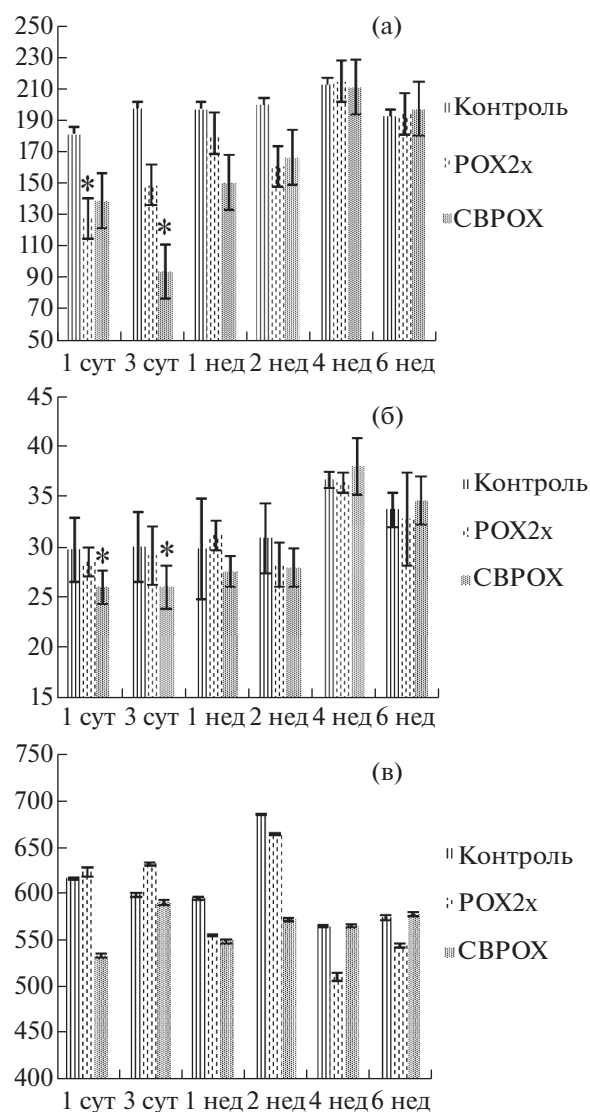 (а)
250
230
210
190
170
150
130
110
90
70
50
* *
Контроль
POX2x
CBPOX
1 сут 3 сут 1 нед 2 нед 4 нед 6 нед
(б)
45
40
35
30
25
20
15
* *
Контроль
POX2x
CBPOX
1 сут 3 сут 1 нед 2 нед 4 нед 6 нед
(в)
750
700
650
600
550
500
450
400
Контроль
POX2x
CBPOX
1 сут 3 сут 1 нед 2 нед 4 нед 6 нед